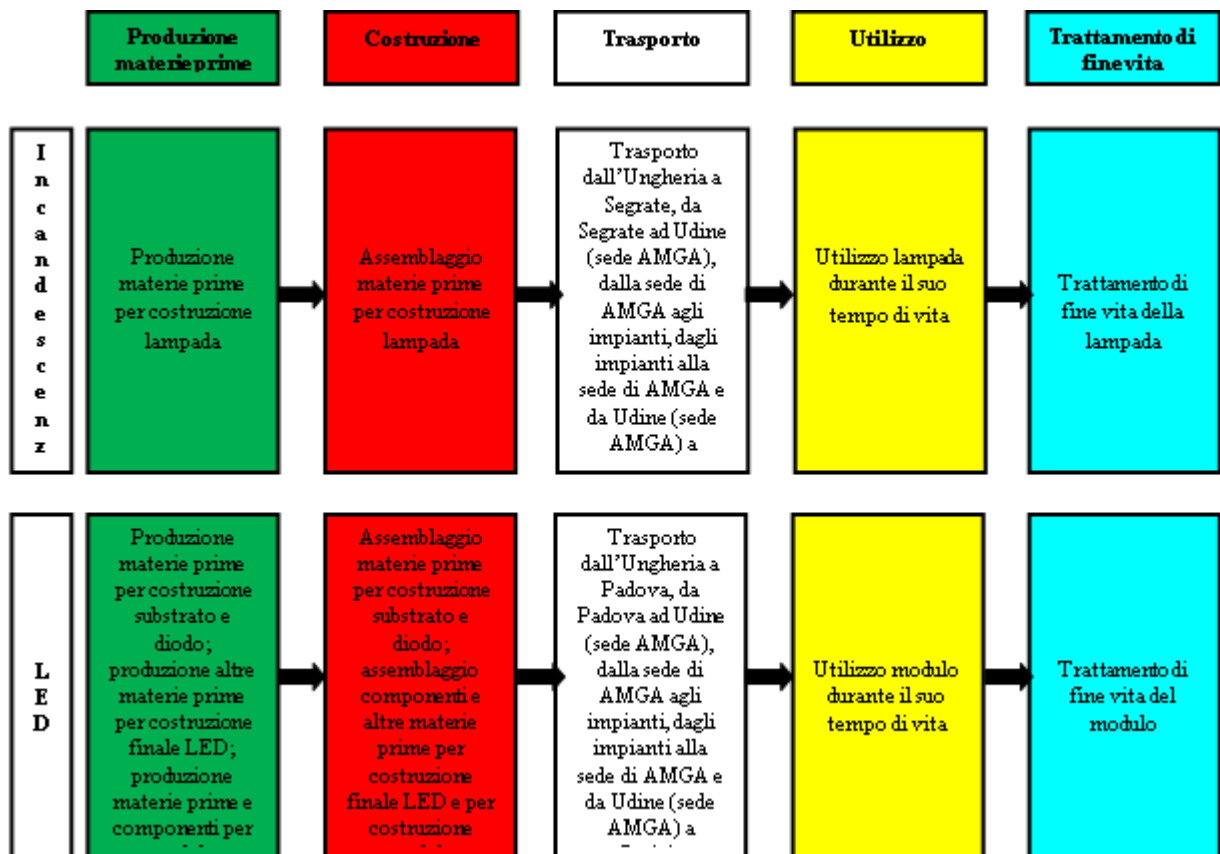 Produzione
materie prime
Costruzione
Trasporto
Utilizzo
Trattamento di
fine vita
I
n
c
a
n
d
e
s
c
e
n
z
Produzione
materie prime
per costruzione
lampada
Assemblaggio
materie prime
per costruzione
lampada
Trasporto
dall'Ungheria a
Segrate, da
Segrate ad Udine
(sede AMGA),
dalla sede di
AMGA agli
impianti, dagli
impianti alla
sede di AMGA e
da Udine (sede
AMGA) a
Utilizzo lampada
durante il suo
tempo di vita
Trattamento di
fine vita della
lampada
L
E
D
Produzione
materie prime
per costruzione
substrato e
diodo;
produzione altre
materie prime
per costruzione
finale LED;
produzione
materie prime e
componenti per
Assemblaggio
materie prime
per costruzione
substrato e
diodo;
assemblaggio
componenti e
altre materie
prime per
costruzione
finale LED e per
costruzione
Trasporto
dall'Ungheria a
Padova, da
Padova ad Udine
(sede AMGA),
dalla sede di
AMGA agli
impianti, dagli
impianti alla
sede di AMGA e
da Udine (sede
AMGA) a
Utilizzo modulo
durante il suo
tempo di vita
Trattamento di
fine vita del
modulo